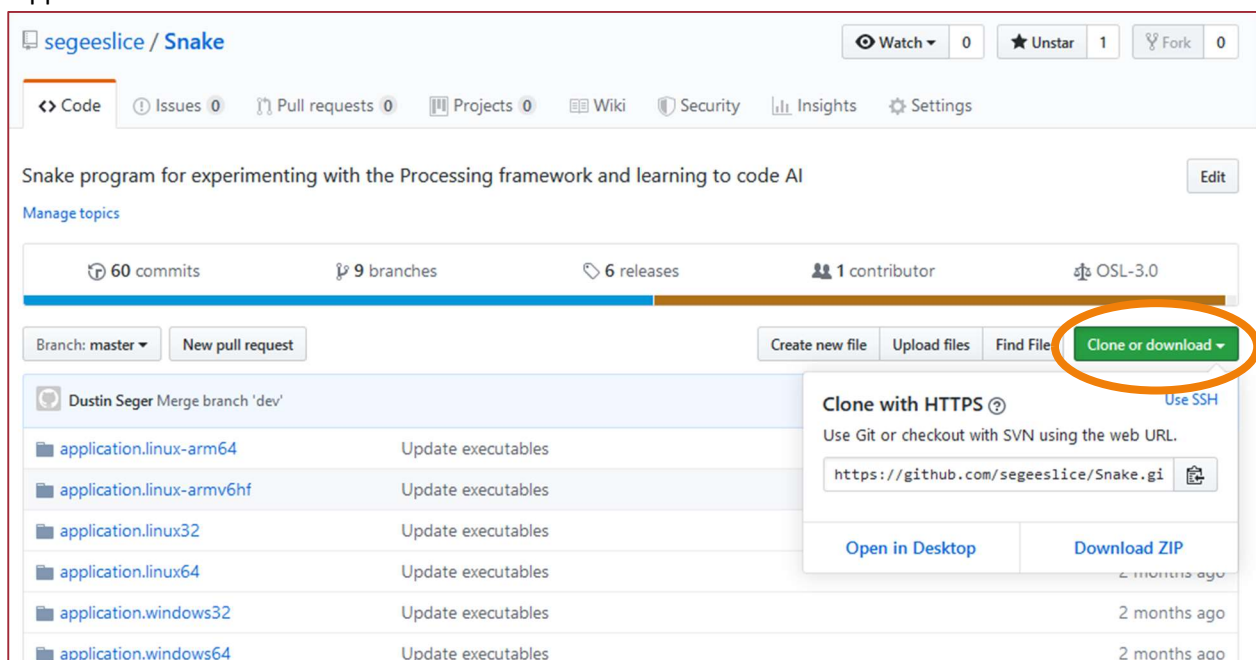 segeeslice / Snake
Watch 0 Unstar 1 Fork 0
Code Issues 0 Pull requests 0 Projects 0 Wiki Security Insights Settings
Snake program for experimenting with the Processing framework and learning to code AI Edit
Manage topics
60 commits 9 branches 6 releases 1 contributor OSL-3.0
Branch: master New pull request Create new file Upload files Find File Clone or download
Dustin Seger Merge branch 'dev'
Clone with HTTPS ? Use SSH
Use Git or checkout with SVN using the web URL.
https://github.com/segeeslice/Snake.gi
Open in Desktop Download ZIP
application.linux-arm64 Update executables
application.linux-armv6hf Update executables
application.linux32 Update executables
application.linux64 Update executables 2 months ago
application.windows32 Update executables 2 months ago
application.windows64 Update executables 2 months ago